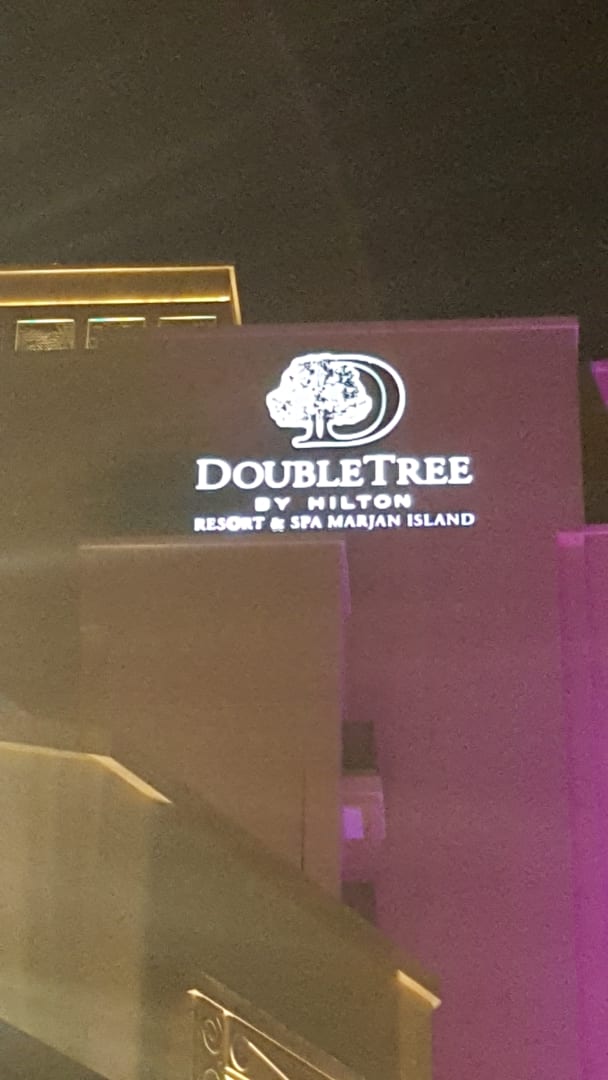 DOUBLETREE
BY HILTON
RESORT & SPA MARJAN ISLAND